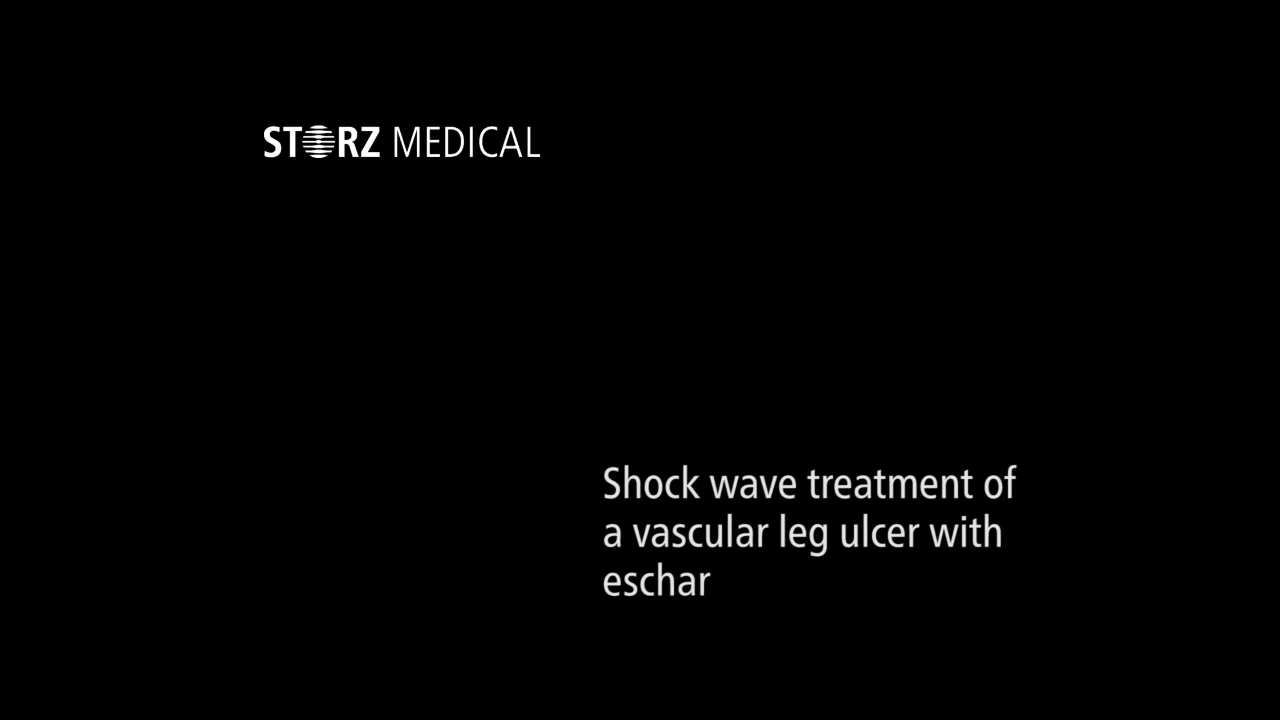 STORZ MEDICAL
Shock wave treatment of
a vascular leg ulcer with
eschar